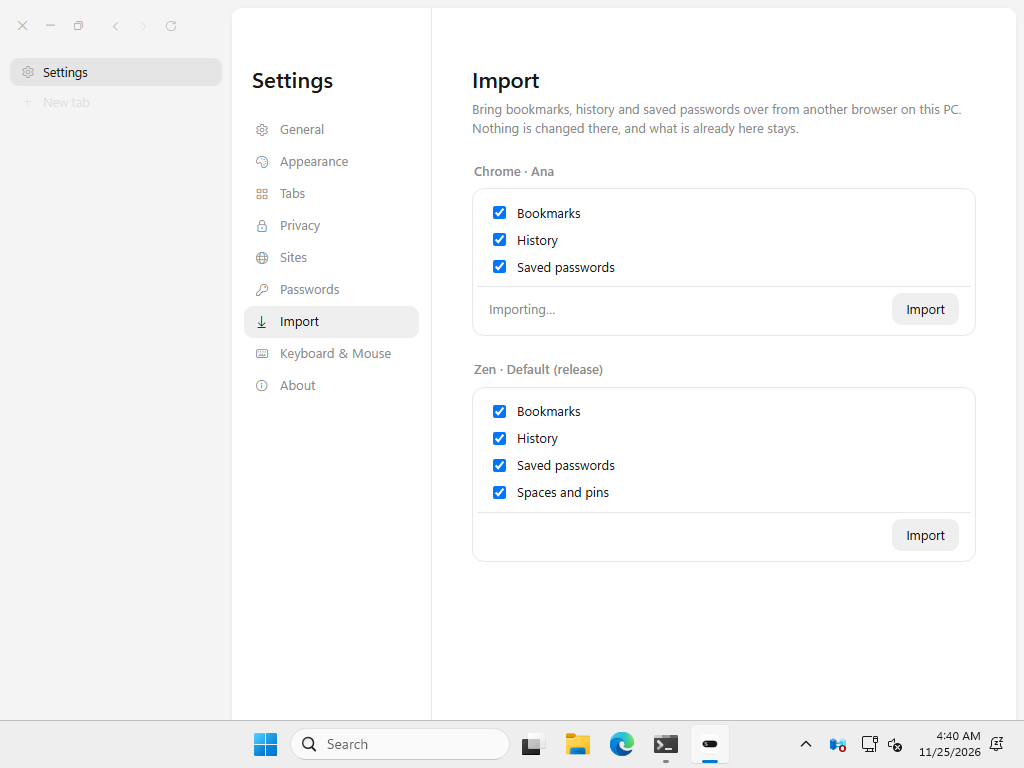 Settings
New tab
Settings
General
Appearance
Tabs
Privacy
Sites
Passwords
Import
Keyboard & Mouse
About
Import
Bring bookmarks, history and saved passwords over from another browser on this PC.
Nothing is changed there, and what is already here stays.
Chrome · Ana
Bookmarks
History
Saved passwords
Importing...
Import
Zen · Default (release)
Bookmarks
History
Saved passwords
Spaces and pins
Import
Search
4:40 AM
11/25/2026